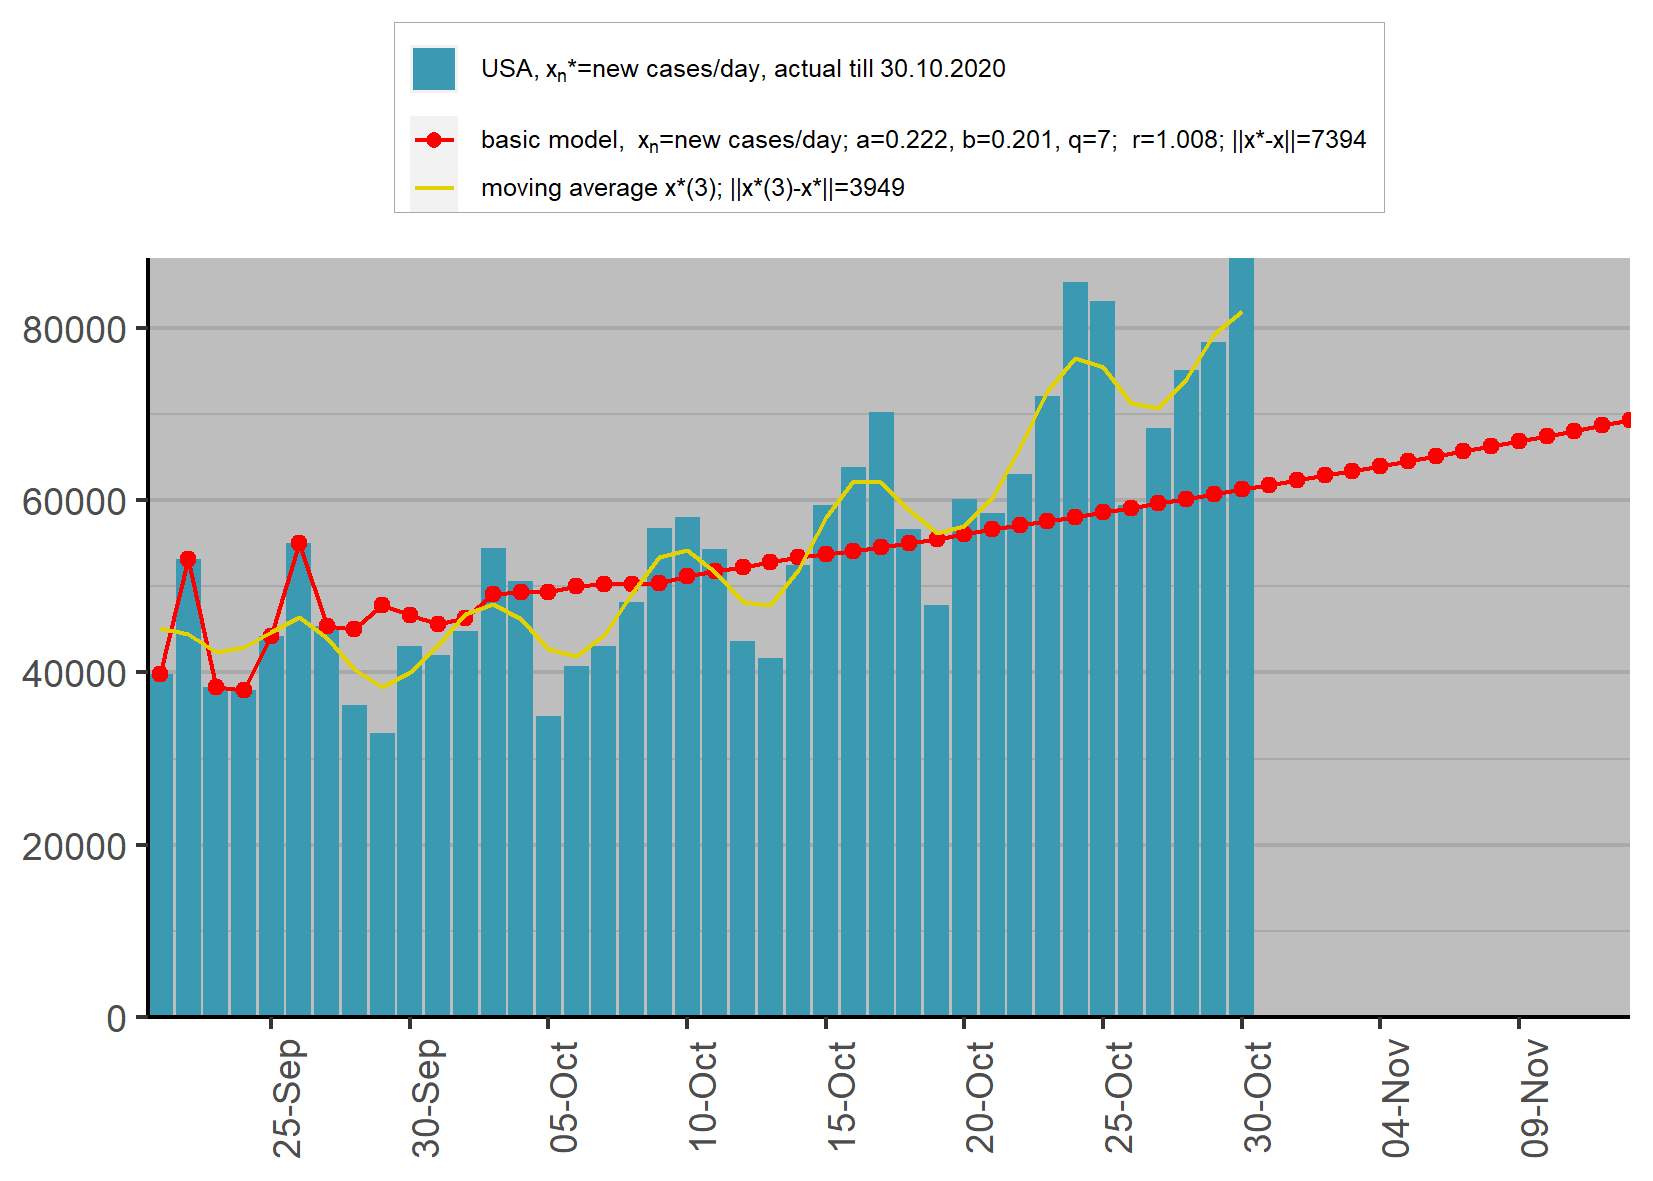 USA, xₙ*=new cases/day, actual till 30.10.2020
basic model,  xₙ=new cases/day; a=0.222, b=0.201, q=7;  r=1.008; ||x*-x||=7394
moving average x*(3); ||x*(3)-x*||=3949
80000
60000
40000
20000
0
25-Sep
30-Sep
05-Oct
10-Oct
15-Oct
20-Oct
25-Oct
30-Oct
04-Nov
09-Nov